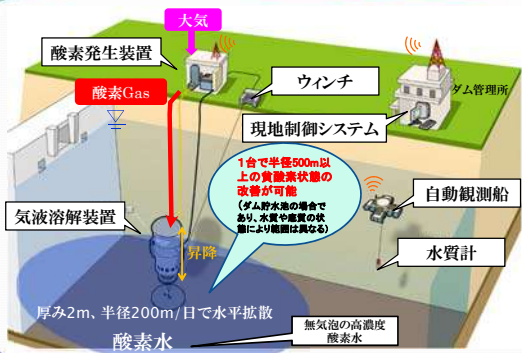 大気
酸素発生装置
ウィンチ
ダム管理所
酸素Gas
現地制御システム
1台で半径500m以
上の貧酸素状態の
改善が可能
(ダム貯水池の場合で
あり、水質や底質の状
態により範囲は異なる)
自動観測船
気液溶解装置
昇降
水質計
厚み2m、半径200m/日で水平拡散
酸素水
無気泡の高濃度
酸素水